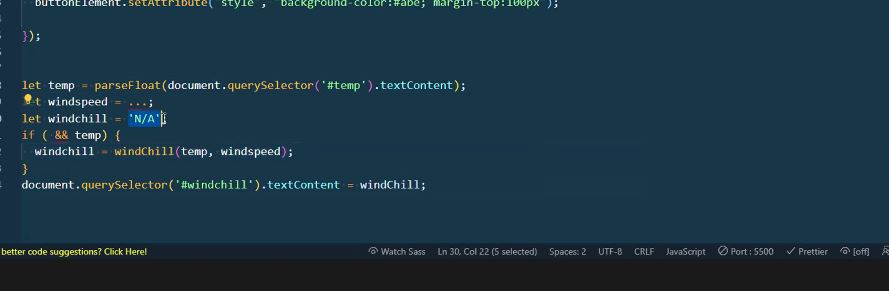 buttonElement.setAttribute("style", "background-color:#abe; margin-top:100px");
});
let temp = parseFloat(document.querySelector('#temp').textContent);
t windspeed = ...;
let windchill = 'N/A'
if ( && temp) {
windchill = windChill(temp, windspeed);
}
document.querySelector('#windchill').textContent = windChill;
better code suggestions? Click Here! Watch Sass Ln 30, Col 22 (5 selected) Spaces: 2 UTF-8 CRLF JavaScript Port : 5500 Prettier [off]